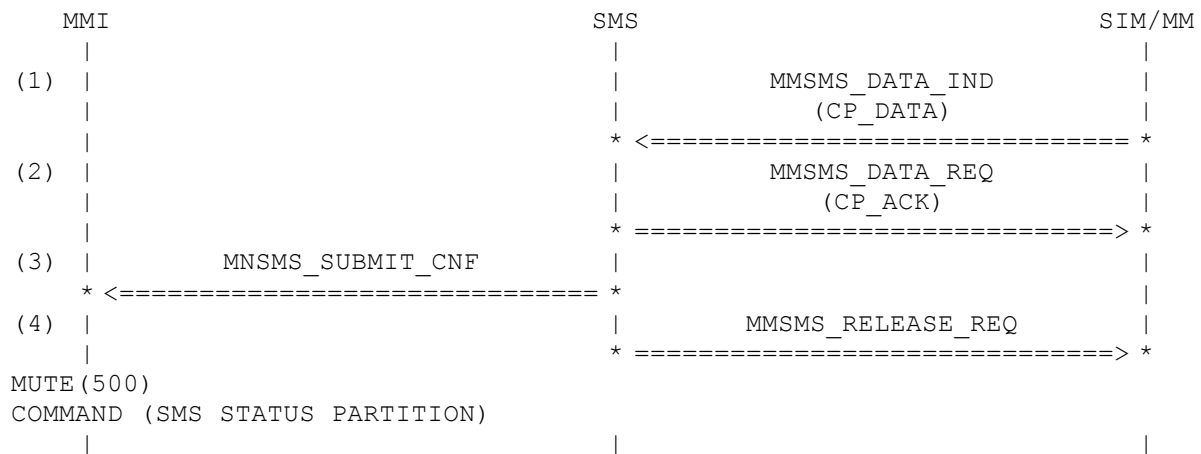 MMI SMS SIM/MM
| | |
(1) | | MMSMS_DATA_IND |
| | (CP_DATA) |
| * <============================== *
(2) | | MMSMS_DATA_REQ |
| | (CP_ACK) |
| * ==============================> *
(3) | MNSMS_SUBMIT_CNF | |
* <=============================== * |
(4) | | MMSMS_RELEASE_REQ |
| * ==============================> *
MUTE(500)
COMMAND (SMS STATUS PARTITION)
| | |